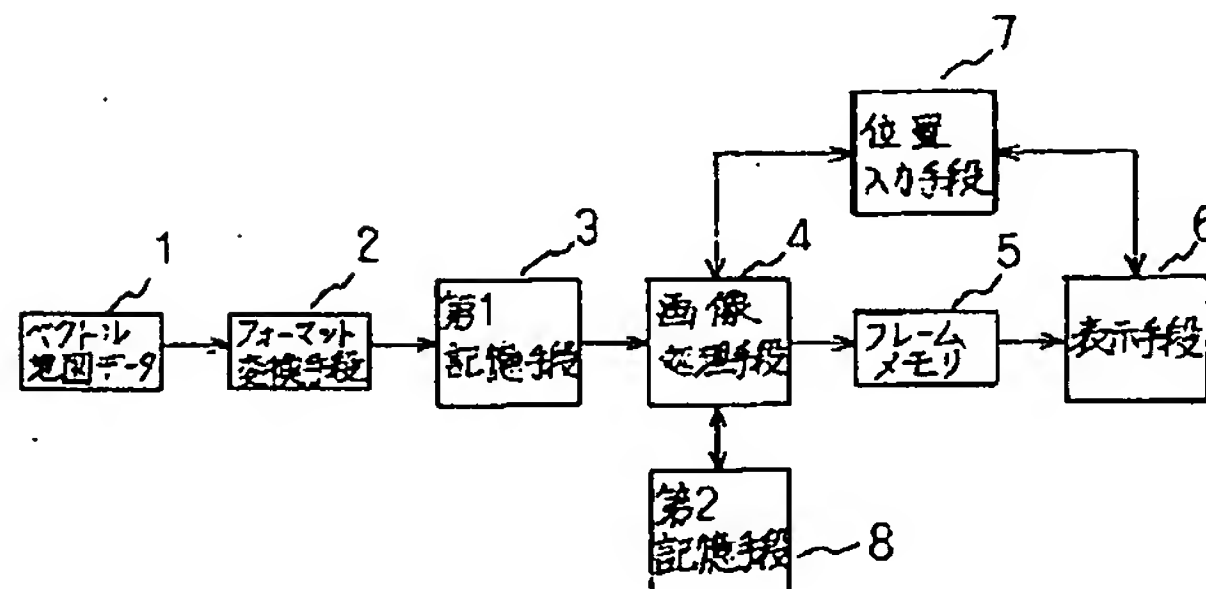 7
位置
入力手段
1
2
3
4
5
6
ベクトル
地図データ
フォーマット
変換手段
第1
記憶手段
画像
処理手段
フレーム
メモリ
表示手段
第2
記憶手段
8